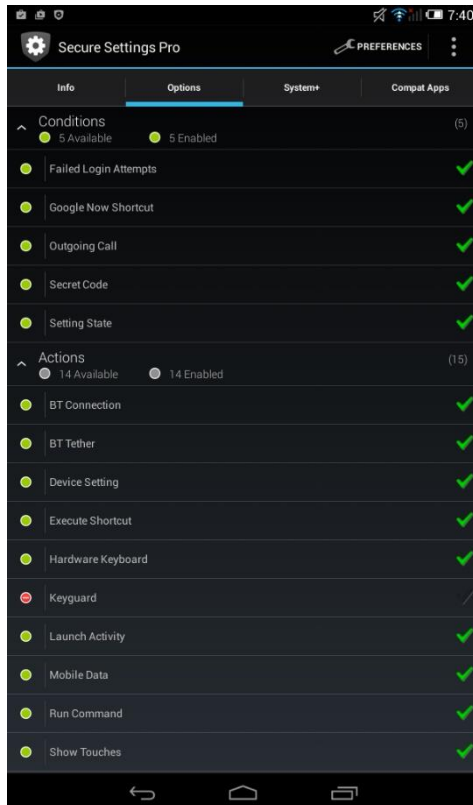 7:40
Secure Settings Pro
PREFERENCES
Info Options System+ Compat Apps
Conditions (5)
5 Available 5 Enabled
Failed Login Attempts
Google Now Shortcut
Outgoing Call
Secret Code
Setting State
Actions (15)
14 Available 14 Enabled
BT Connection
BT Tether
Device Setting
Execute Shortcut
Hardware Keyboard
Keyguard
Launch Activity
Mobile Data
Run Command
Show Touches